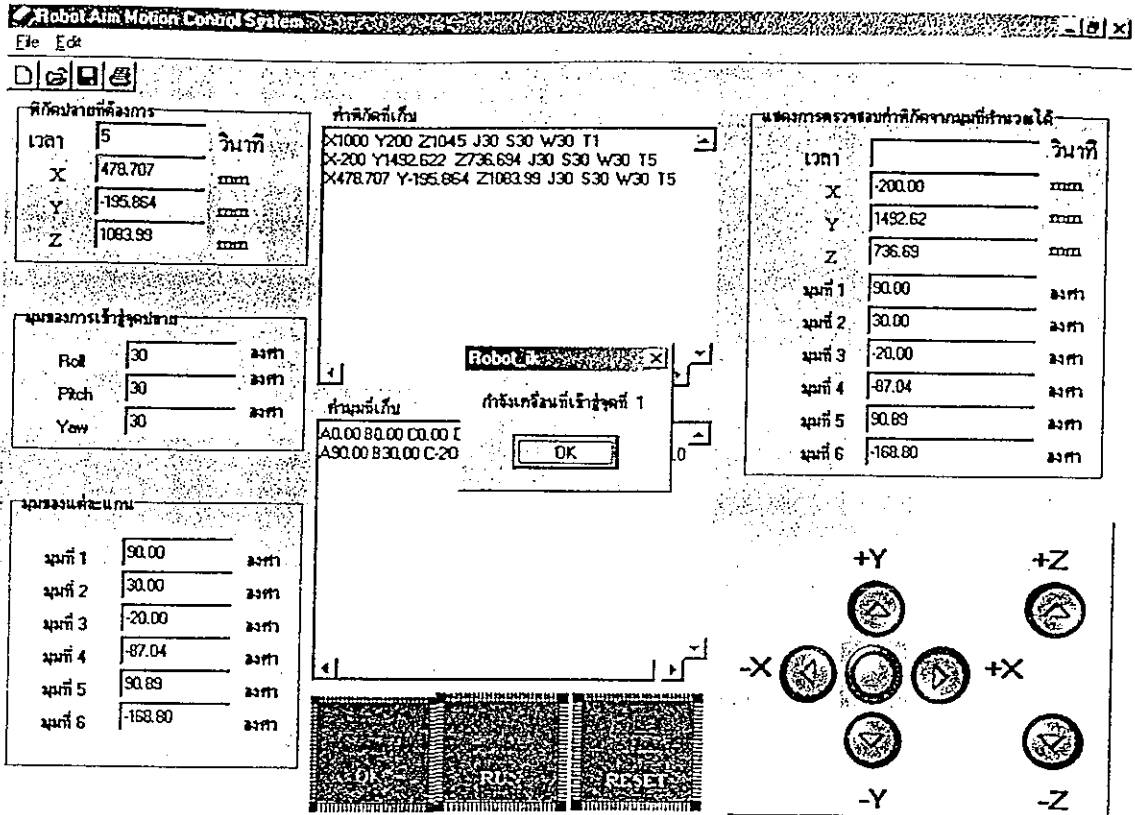 Robot Aim Motion Control System
File Edit
พิกัดปลายที่ต้องการ
เวลา 5 วินาที
X 478.707 mm
Y -195.864 mm
Z 1083.99 mm
มุมของการเข้าสู่จุดปลาย
Roll 30 องศา
Pitch 30 องศา
Yaw 30 องศา
มุมของแต่ละแกน
มุมที่ 1 90.00 องศา
มุมที่ 2 30.00 องศา
มุมที่ 3 -20.00 องศา
มุมที่ 4 -87.04 องศา
มุมที่ 5 90.89 องศา
มุมที่ 6 -168.80 องศา
ค่าพิกัดที่เก็บ
X1000 Y200 Z1045 J30 S30 W30 T1
X-200 Y1492.622 Z736.694 J30 S30 W30 T5
X478.707 Y-195.864 Z1083.99 J30 S30 W30 T5
Robot_ik
กำลังเคลื่อนที่เข้าสู่จุดที่ 1
OK
ค่ามุมที่เก็บ
A0.00 B0.00 C0.00
A90.00 B30.00 C-20
.0
OK RUN RESET
แสดงการตรวจสอบค่าพิกัดจากมุมที่คำนวณได้
เวลา วินาที
X -200.00 mm
Y 1492.62 mm
Z 736.69 mm
มุมที่ 1 90.00 องศา
มุมที่ 2 30.00 องศา
มุมที่ 3 -20.00 องศา
มุมที่ 4 -87.04 องศา
มุมที่ 5 90.89 องศา
มุมที่ 6 -168.80 องศา
+Y +Z
-X +X
-Y -Z